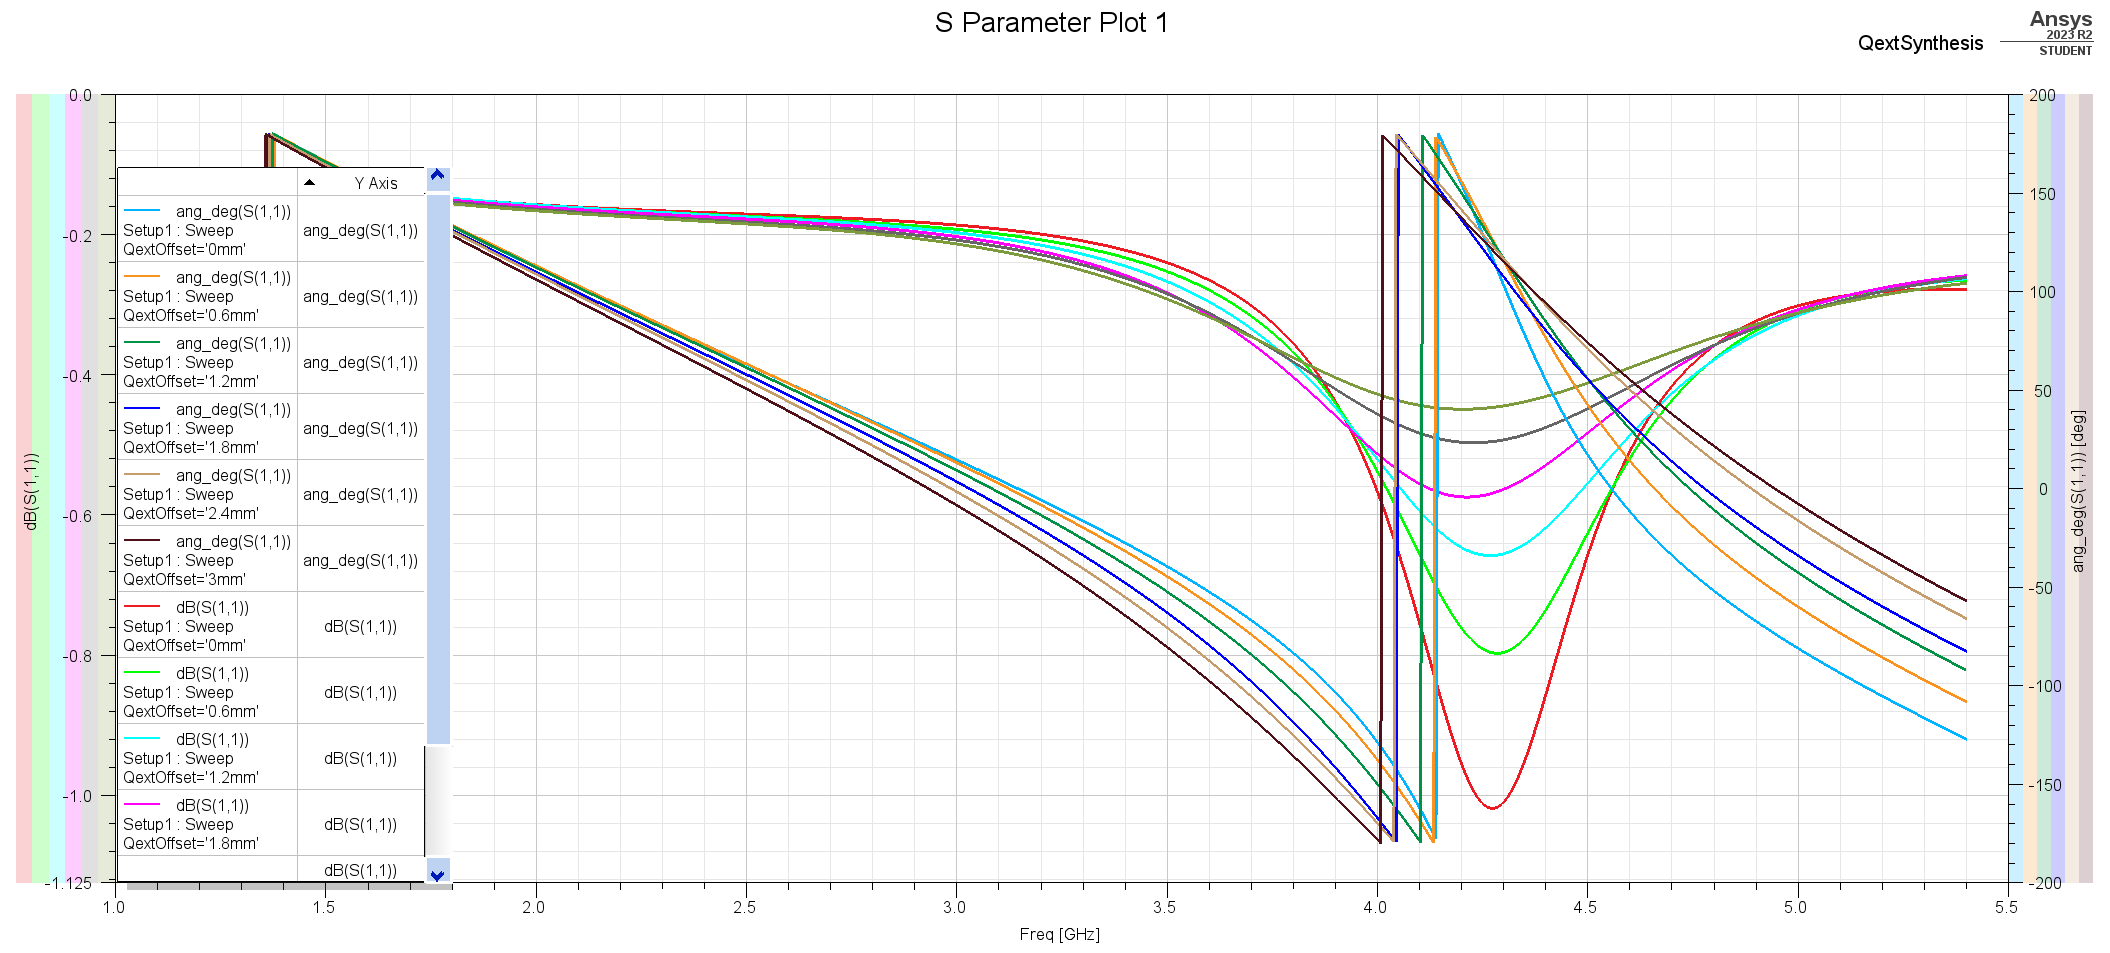 S Parameter Plot 1
Ansys
2023 R2
STUDENT
QextSynthesis
0.0
-0.2
-0.4
-0.6
-0.8
-1.0
-1.125
dB(S(1,1))
Y Axis
ang_deg(S(1,1))
Setup1 : Sweep
QextOffset='0mm'
ang_deg(S(1,1))
ang_deg(S(1,1))
Setup1 : Sweep
QextOffset='0.6mm'
ang_deg(S(1,1))
ang_deg(S(1,1))
Setup1 : Sweep
QextOffset='1.2mm'
ang_deg(S(1,1))
ang_deg(S(1,1))
Setup1 : Sweep
QextOffset='1.8mm'
ang_deg(S(1,1))
ang_deg(S(1,1))
Setup1 : Sweep
QextOffset='2.4mm'
ang_deg(S(1,1))
ang_deg(S(1,1))
Setup1 : Sweep
QextOffset='3mm'
ang_deg(S(1,1))
dB(S(1,1))
Setup1 : Sweep
QextOffset='0mm'
dB(S(1,1))
dB(S(1,1))
Setup1 : Sweep
QextOffset='0.6mm'
dB(S(1,1))
dB(S(1,1))
Setup1 : Sweep
QextOffset='1.2mm'
dB(S(1,1))
dB(S(1,1))
Setup1 : Sweep
QextOffset='1.8mm'
dB(S(1,1))
dB(S(1,1))
200
150
100
50
0
-50
-100
-150
-200
ang_deg(S(1,1)) [deg]
1.0
1.5
2.0
2.5
3.0
3.5
4.0
4.5
5.0
5.5
Freq [GHz]